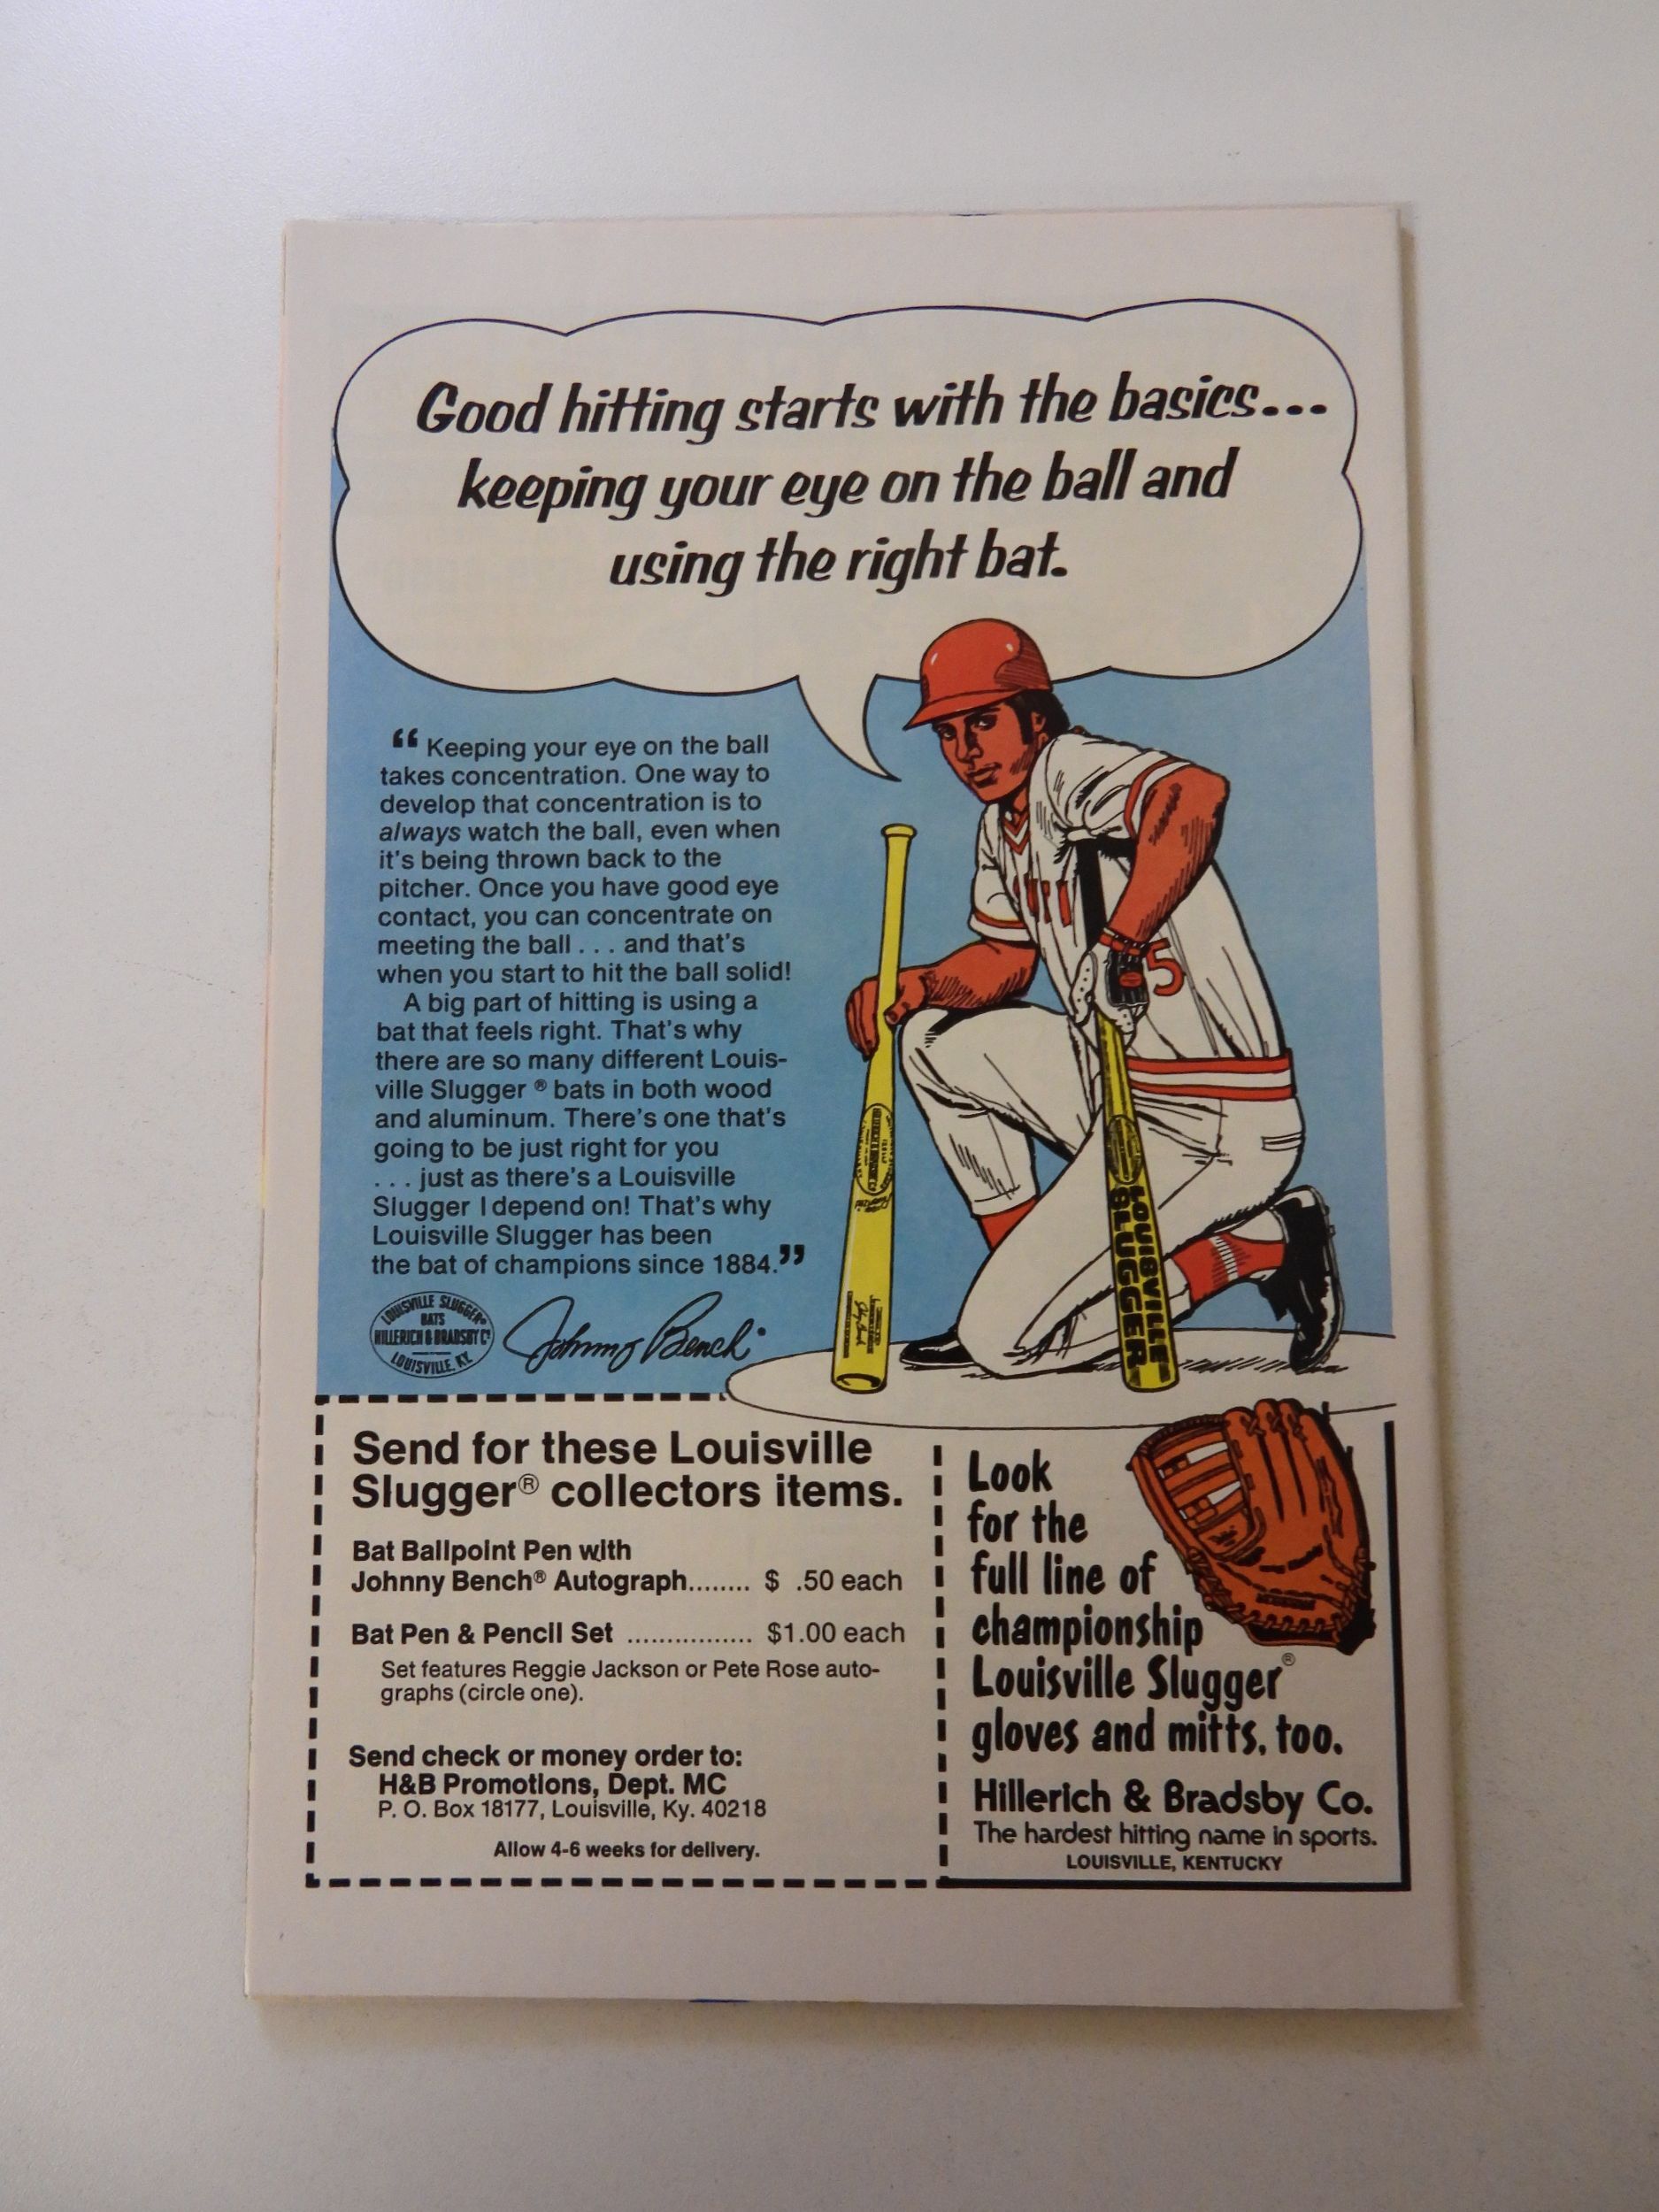 Good hitting starts with the basics...
keeping your eye on the ball and
using the right bat.
“ Keeping your eye on the ball
takes concentration. One way to
develop that concentration is to
always watch the ball, even when
it's being thrown back to the
pitcher. Once you have good eye
contact, you can concentrate on
meeting the ball . . . and that's
when you start to hit the ball solid!
A big part of hitting is using a
bat that feels right. That's why
there are so many different Louis-
ville Slugger ® bats in both wood
and aluminum. There's one that's
going to be just right for you
. . . just as there's a Louisville
Slugger I depend on! That's why
Louisville Slugger has been
the bat of champions since 1884.”
LOUISVILLE SLUGGER®
BATS
HILLERICH & BRADSBY Cº
LOUISVILLE, KY.
Johnny Bench
5
LOUISVILLE
SLUGGER
Send for these Louisville
Slugger® collectors items.
Bat Ballpoint Pen with
Johnny Bench® Autograph........ $ .50 each
Bat Pen & Pencil Set ................ $1.00 each
Set features Reggie Jackson or Pete Rose auto-
graphs (circle one).
Send check or money order to:
H&B Promotions, Dept. MC
P. O. Box 18177, Louisville, Ky. 40218
Allow 4-6 weeks for delivery.
Look
for the
full line of
championship
Louisville Slugger®
gloves and mitts, too.
Hillerich & Bradsby Co.
The hardest hitting name in sports.
LOUISVILLE, KENTUCKY